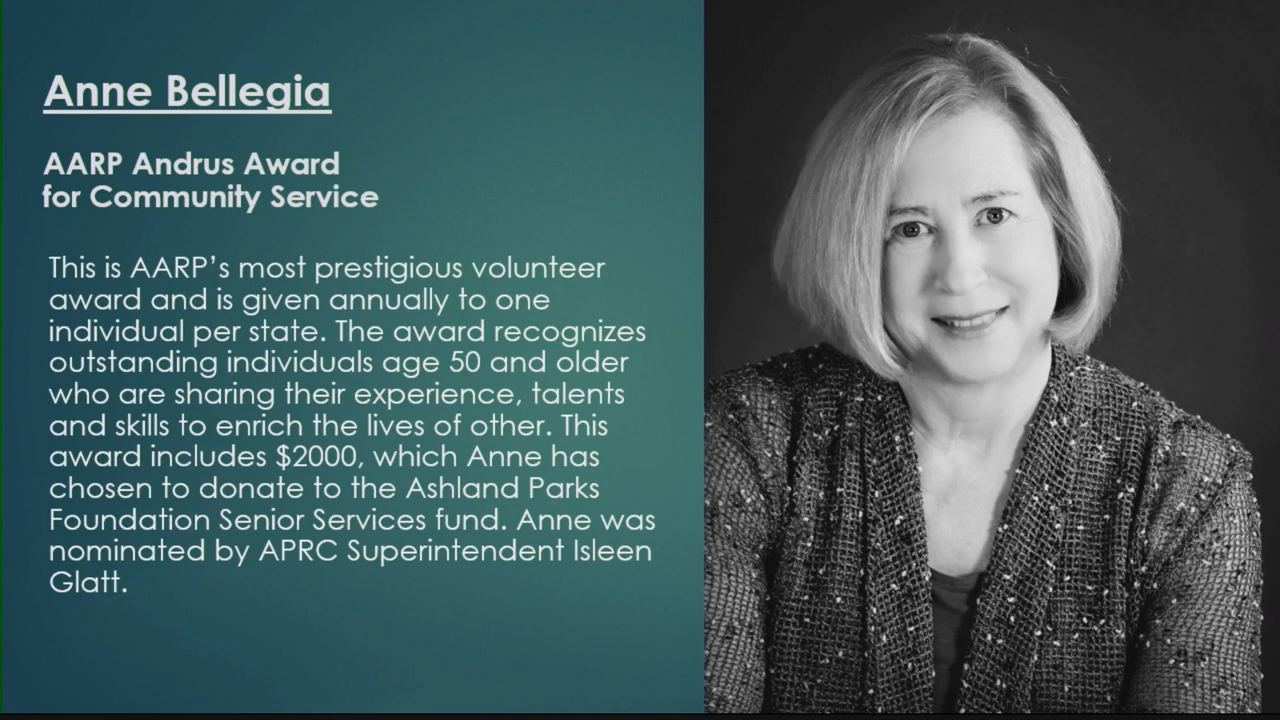 Anne Bellegia
AARP Andrus Award
for Community Service
This is AARP’s most prestigious volunteer
award and is given annually to one
individual per state. The award recognizes
outstanding individuals age 50 and older
who are sharing their experience, talents
and skills to enrich the lives of other. This
award includes $2000, which Anne has
chosen to donate to the Ashland Parks
Foundation Senior Services fund. Anne was
nominated by APRC Superintendent Isleen
Glatt.